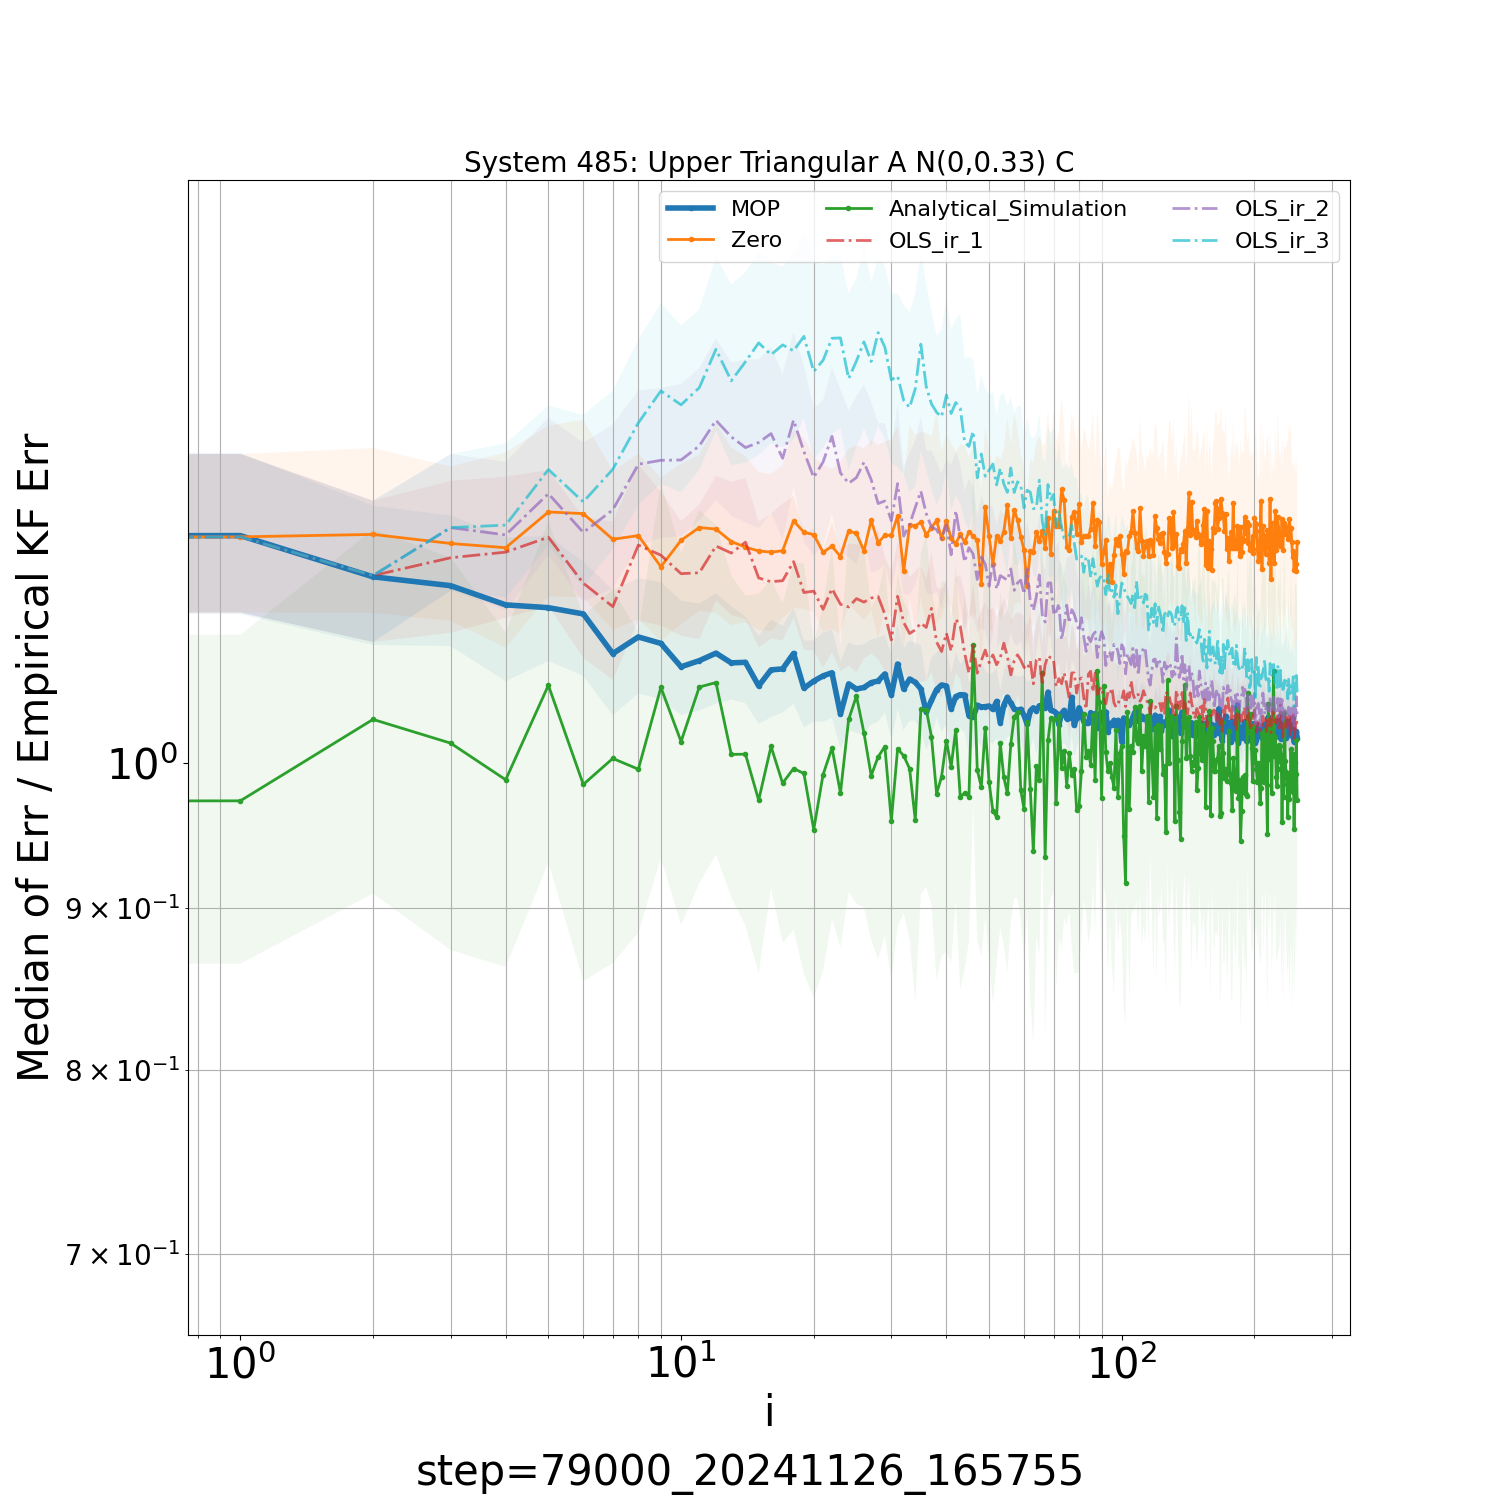 System 485: Upper Triangular A N(0,0.33) C
MOP
Zero
Analytical_Simulation
OLS_ir_1
OLS_ir_2
OLS_ir_3
Median of Err / Empirical KF Err
10⁰
9 × 10⁻¹
8 × 10⁻¹
7 × 10⁻¹
10⁰ 10¹ 10²
i
step=79000_20241126_165755